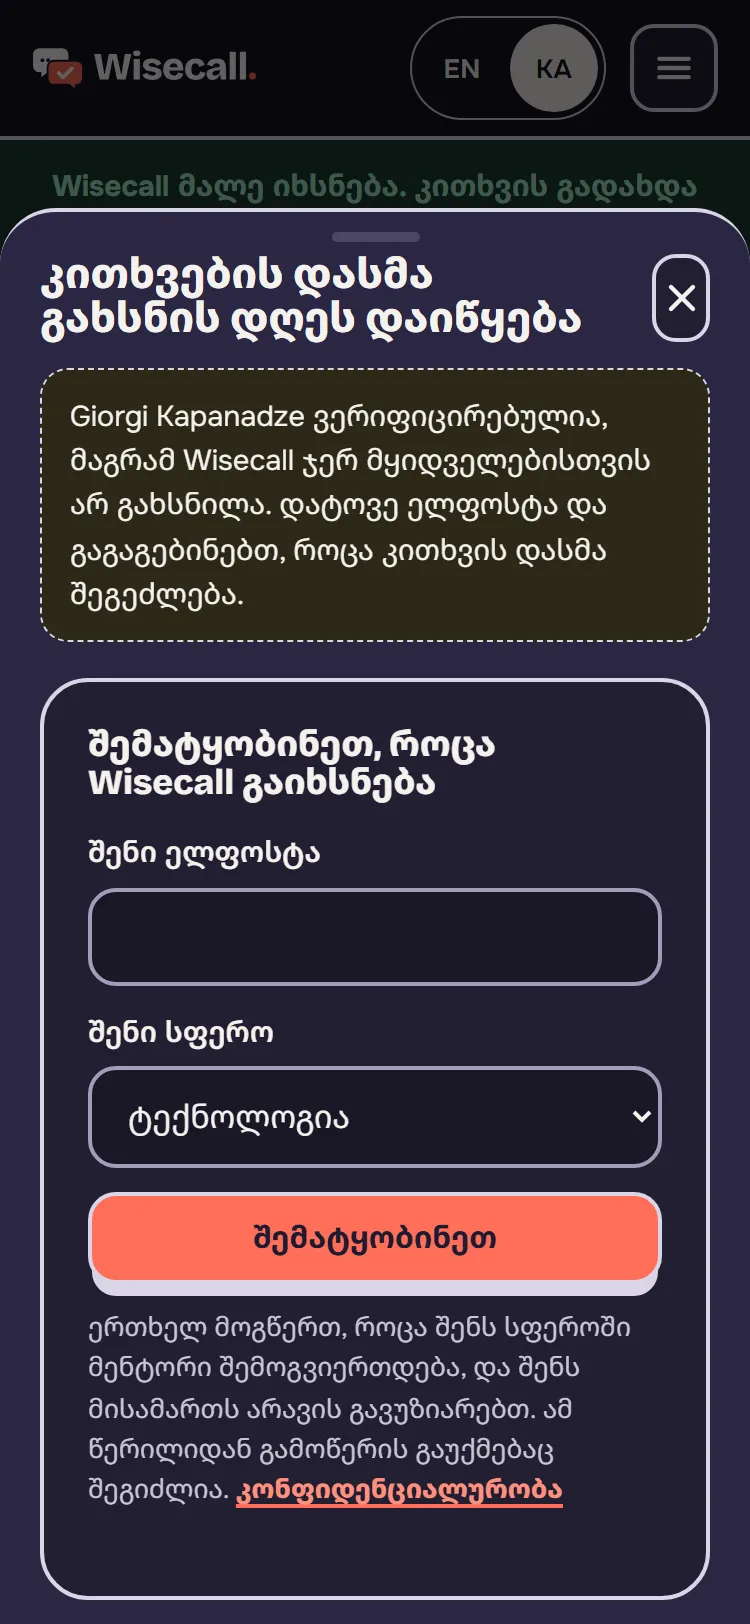 Wisecall.
EN
KA
Wisecall მალე იხსნება. კითხვის გადახდა
კითხვების დასმა
გახსნის დღეს დაიწყება
Giorgi Kapanadze ვერიფიცირებულია,
მაგრამ Wisecall ჯერ მყიდველებისთვის
არ გახსნილა. დატოვე ელფოსტა და
გაგაგებინებთ, როცა კითხვის დასმა
შეგეძლება.
შემატყობინეთ, როცა
Wisecall გაიხსნება
შენი ელფოსტა
შენი სფერო
ტექნოლოგია
შემატყობინეთ
ერთხელ მოგწერთ, როცა შენს სფეროში
მენტორი შემოგვიერთდება, და შენს
მისამართს არავის გავუზიარებთ. ამ
წერილიდან გამოწერის გაუქმებაც
შეგიძლია. კონფიდენციალურობა